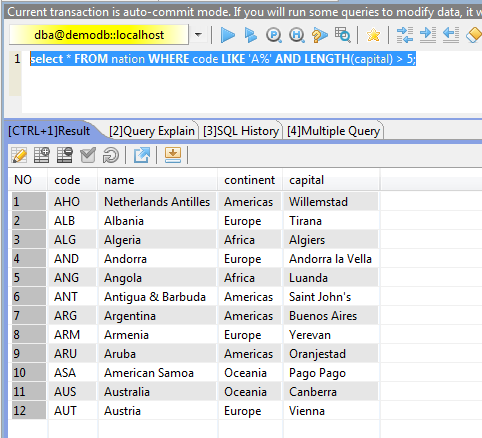 Current transaction is auto-commit mode. If you will run some queries to modify data, it w
dba@demodb::localhost
1 select * FROM nation WHERE code LIKE 'A%' AND LENGTH(capital) > 5;
[CTRL+1]Result [2]Query Explain [3]SQL History [4]Multiple Query
NO code name continent capital
1 AHO Netherlands Antilles Americas Willemstad
2 ALB Albania Europe Tirana
3 ALG Algeria Africa Algiers
4 AND Andorra Europe Andorra la Vella
5 ANG Angola Africa Luanda
6 ANT Antigua & Barbuda Americas Saint John's
7 ARG Argentina Americas Buenos Aires
8 ARM Armenia Europe Yerevan
9 ARU Aruba Americas Oranjestad
10 ASA American Samoa Oceania Pago Pago
11 AUS Australia Oceania Canberra
12 AUT Austria Europe Vienna